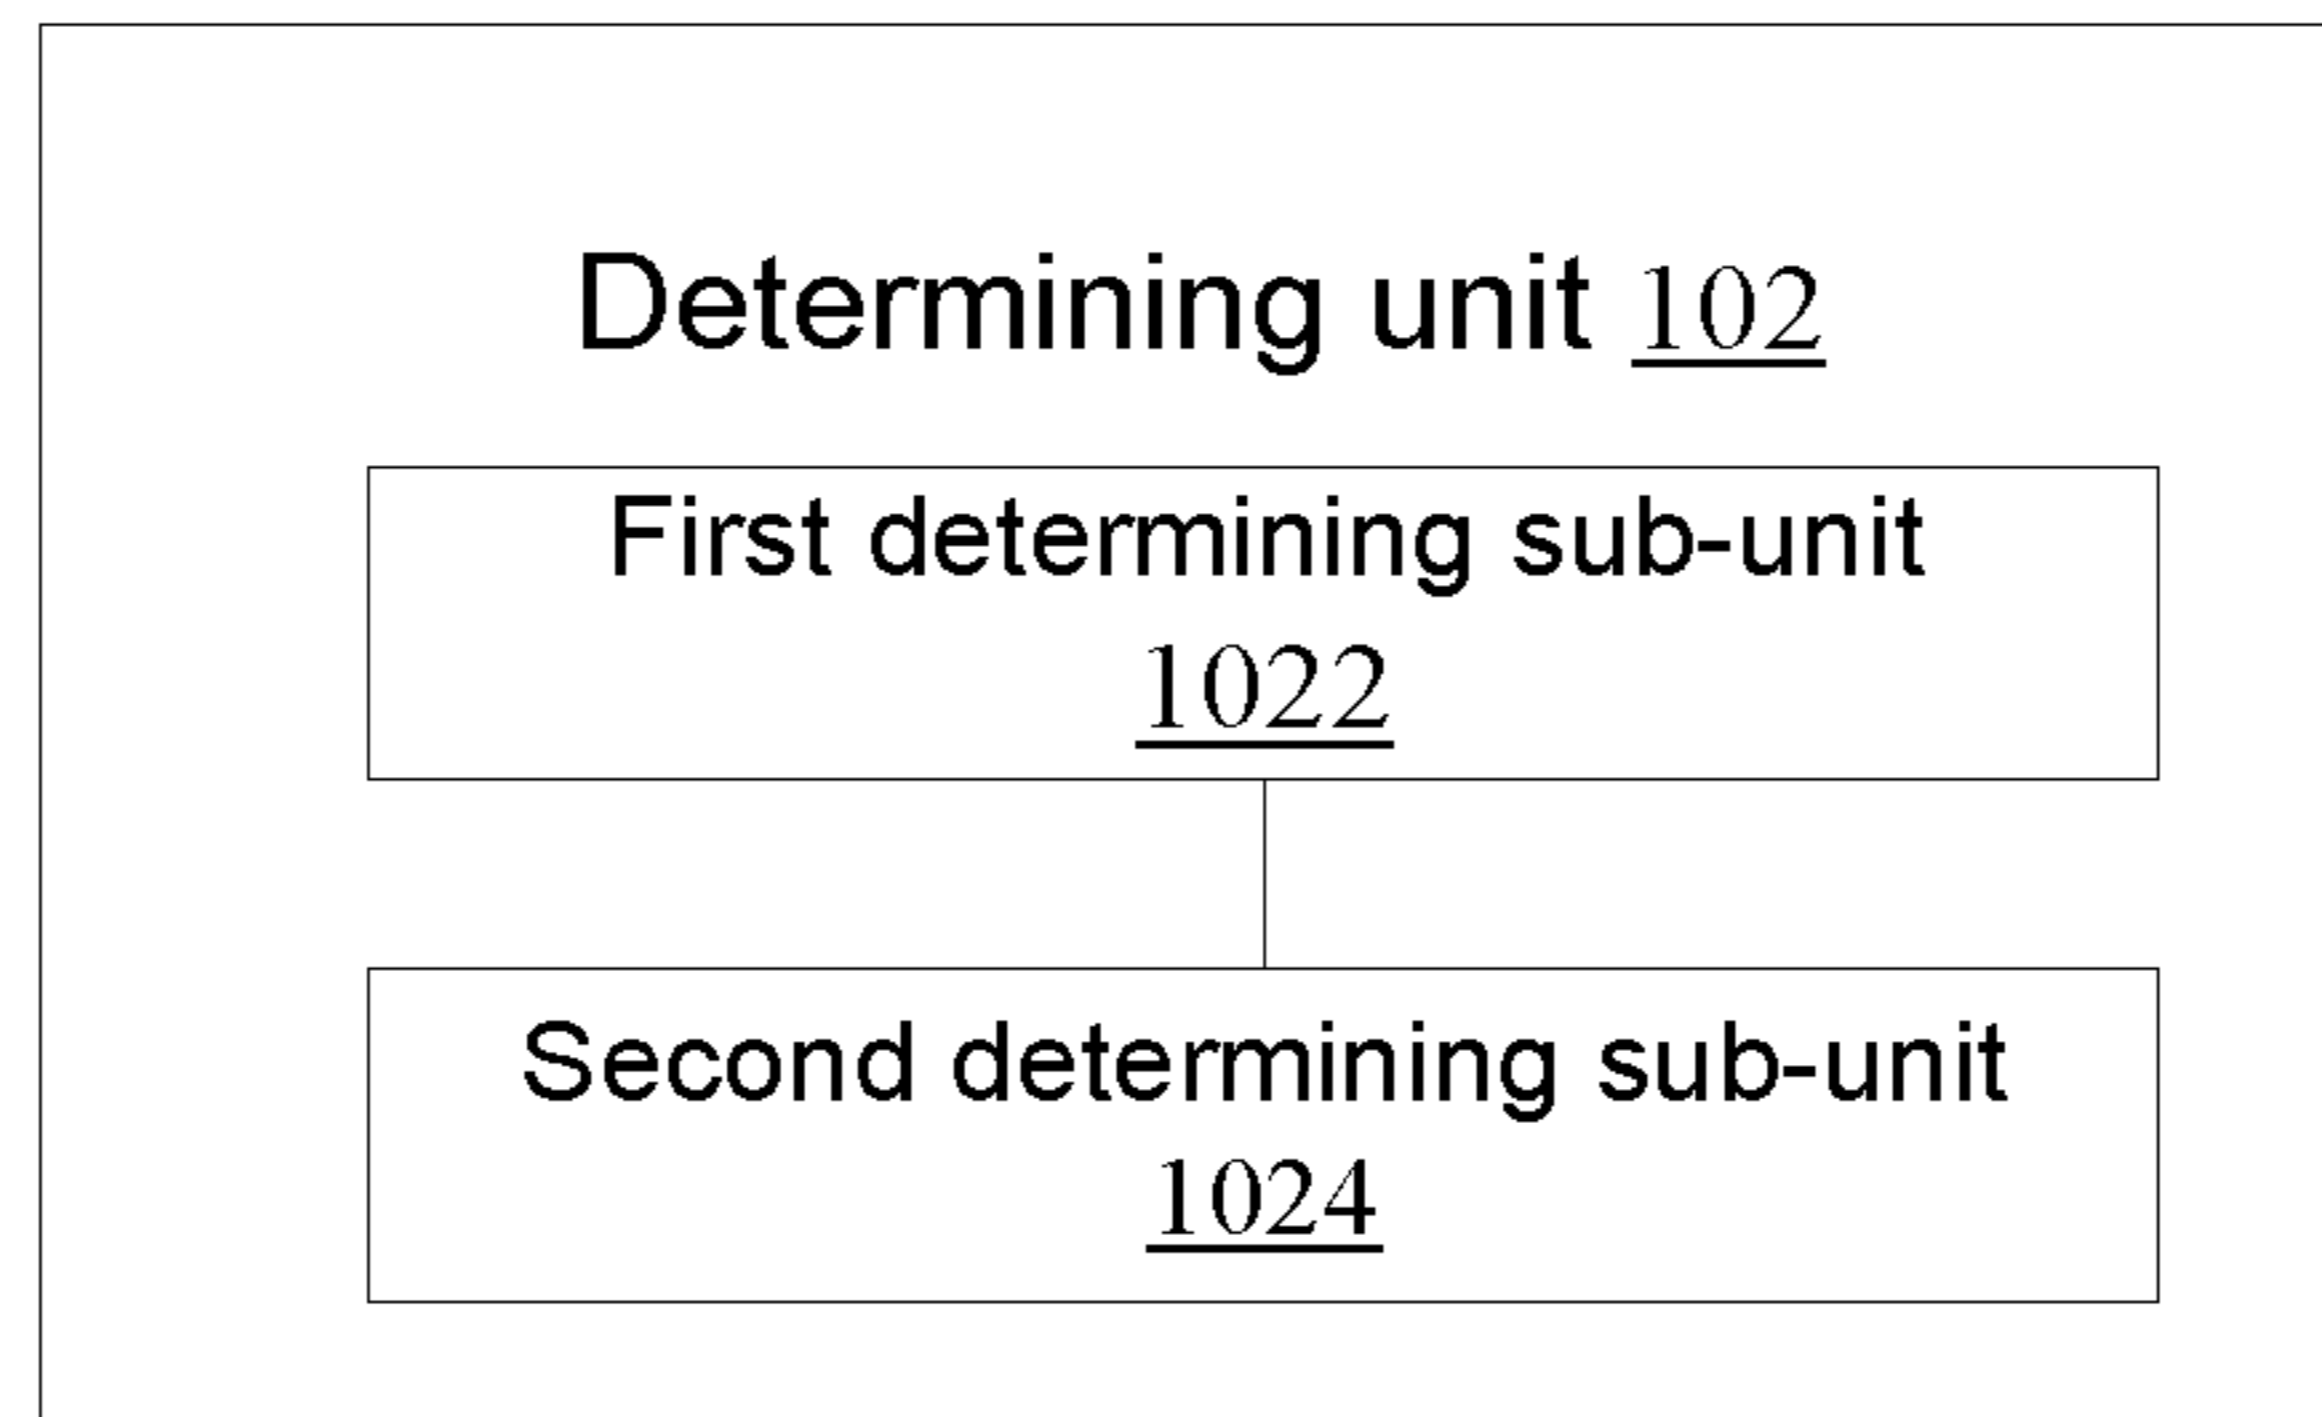 Determining unit 102
First determining sub-unit
1022
Second determining sub-unit
1024